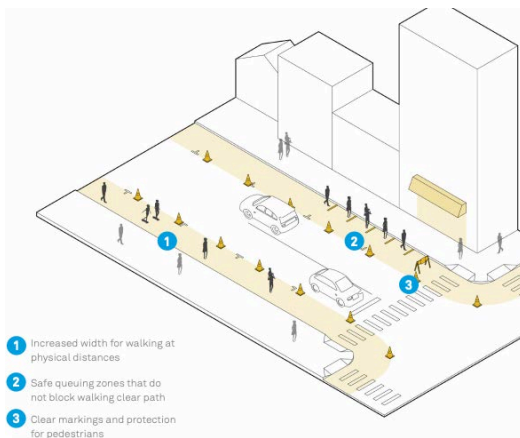 1
2
3
1 Increased width for walking at
physical distances
2 Safe queuing zones that do
not block walking clear path
3 Clear markings and protection
for pedestrians